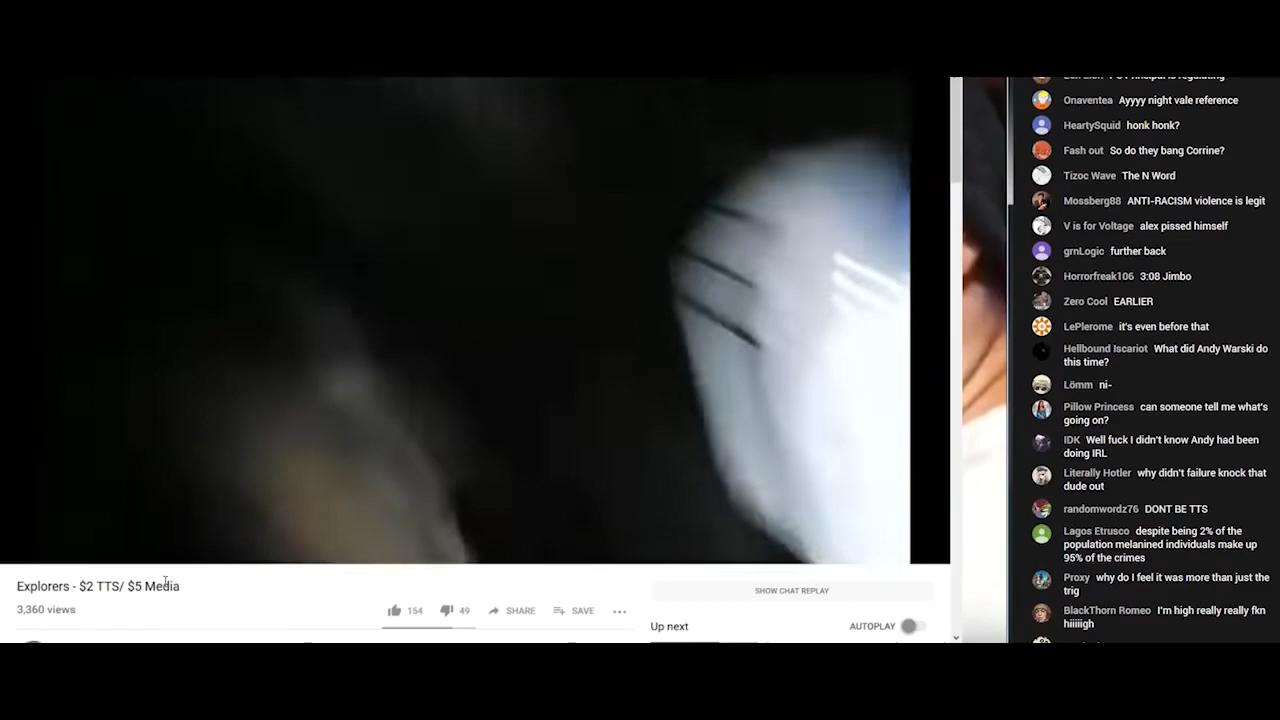 Onaventea Ayyyy night vale reference
HeartySquid honk honk?
Fash out So do they bang Corrine?
Tizoc Wave The N Word
Mossberg88 ANTI-RACISM violence is legit
V is for Voltage alex pissed himself
grnLogic further back
Horrorfreak106 3:08 Jimbo
Zero Cool EARLIER
LePlerome it's even before that
Hellbound Iscariot What did Andy Warski do
this time?
Lömm ni-
Pillow Princess can someone tell me what's
going on?
IDK Well fuck I didn't know Andy had been
doing IRL
Literally Hotler why didn't failure knock that
dude out
randomwordz76 DONT BE TTS
Lagos Etrusco despite being 2% of the
population melanined individuals make up
95% of the crimes
Proxy why do I feel it was more than just the
trig
BlackThorn Romeo I'm high really really fkn
hiiiiigh
Explorers - $2 TTS/ $5 Media
3,360 views
154 49 SHARE SAVE
SHOW CHAT REPLAY
Up next AUTOPLAY